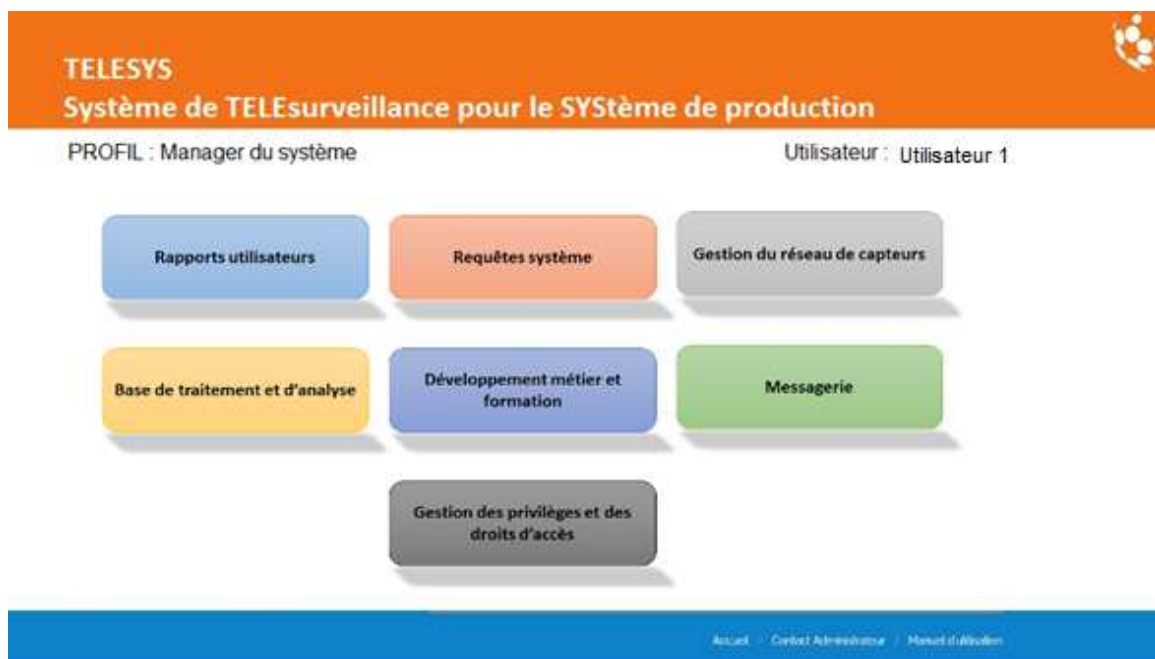 TELESYS
Système de TELEsurveillance pour le SYStème de production
PROFIL : Manager du système
Utilisateur : Utilisateur 1
Rapports utilisateurs
Requêtes système
Gestion du réseau de capteurs
Base de traitement et d'analyse
Développement métier et
formation
Messagerie
Gestion des privilèges et des
droits d'accès
Accueil / Contact Administrateur / Manuel d'utilisation